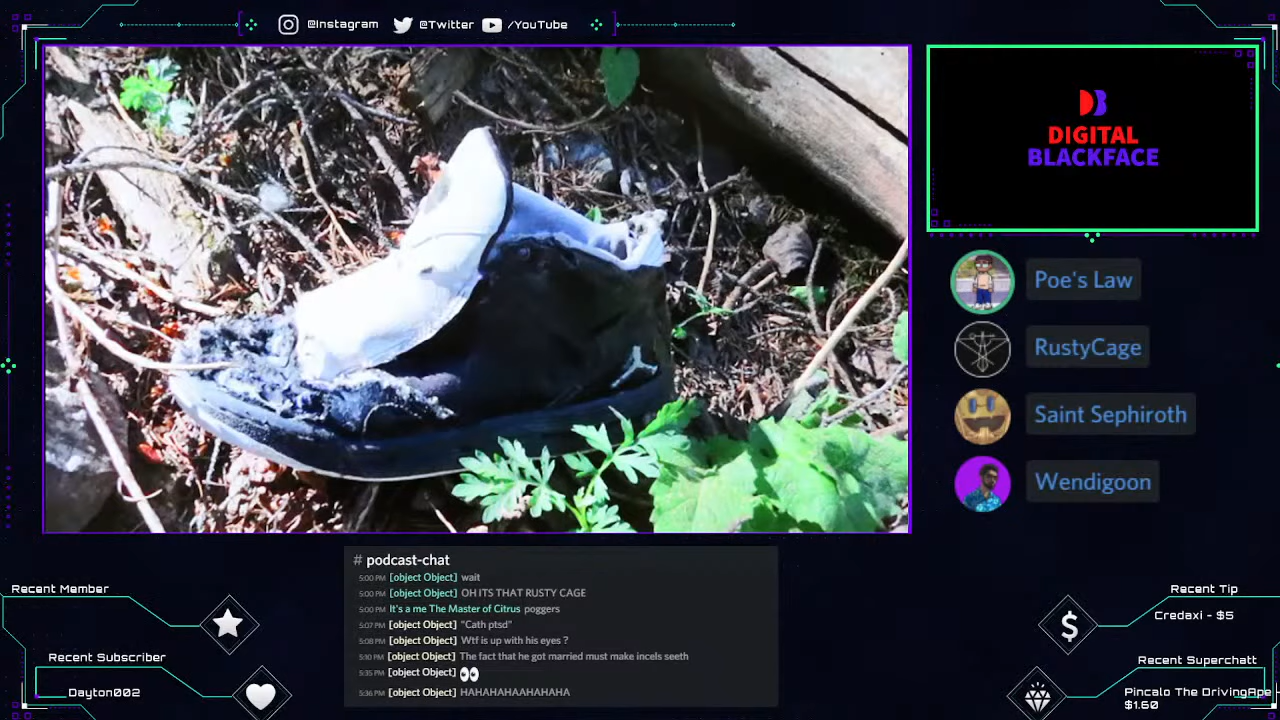 @Instagram @Twitter /YouTube
DB
DIGITAL
BLACKFACE
Poe's Law
RustyCage
Saint Sephiroth
Wendigoon
# podcast-chat
5:00 PM [object Object] wait
5:00 PM [object Object] OH ITS THAT RUSTY CAGE
5:00 PM It's a me The Master of Citrus poggers
5:07 PM [object Object] "Cath ptsd"
5:08 PM [object Object] Wtf is up with his eyes ?
5:10 PM [object Object] The fact that he got married must make incels seeth
5:35 PM [object Object] 👀
5:36 PM [object Object] HAHAHAHAAHAHAHA
Recent Member
Recent Subscriber
Dayton002
Recent Tip
Credaxi - $5
Recent Superchatt
Pincalo The DrivingApe
$1.60